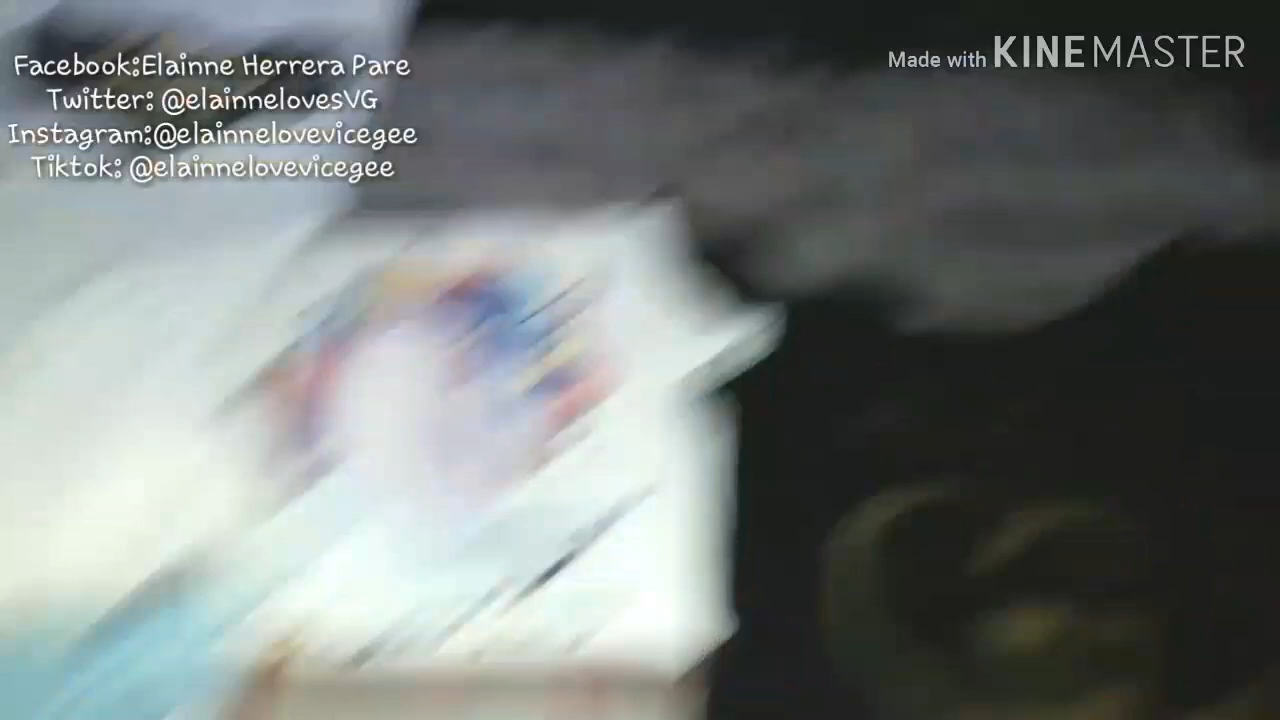 Facebook:Elainne Herrera Pare
Twitter: @elainnelovesVG
Instagram:@elainnelovevicegee
Tiktok: @elainnelovevicegee
Made with KINEMASTER